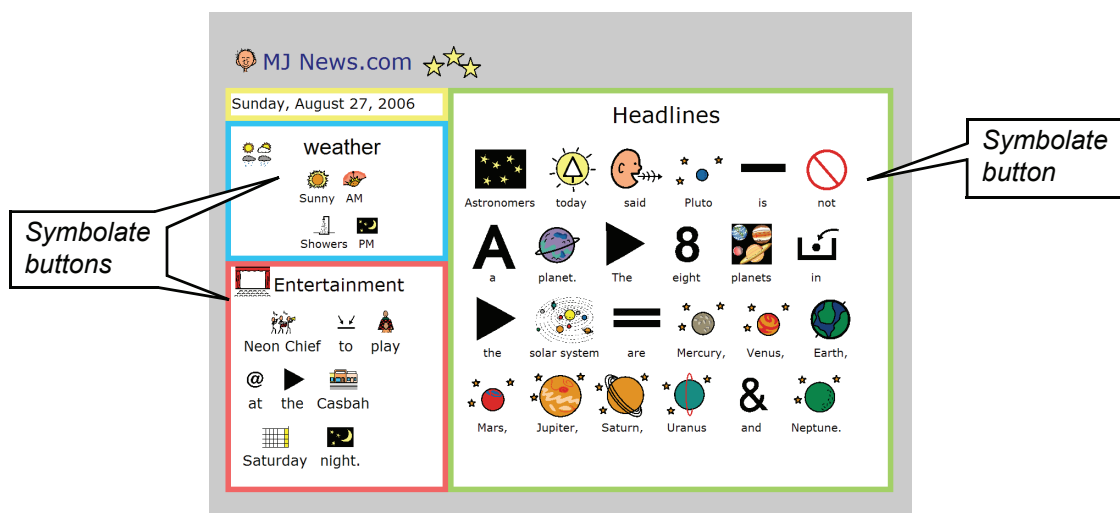 MJ News.com
Sunday, August 27, 2006
weather
Sunny AM
Showers PM
Entertainment
Neon Chief to play
@
at the Casbah
Saturday night.
Headlines
Astronomers today said Pluto is not
A 8
a planet. The eight planets in
the solar system are Mercury, Venus, Earth,
&
Mars, Jupiter, Saturn, Uranus and Neptune.
Symbolate
buttons
Symbolate
button